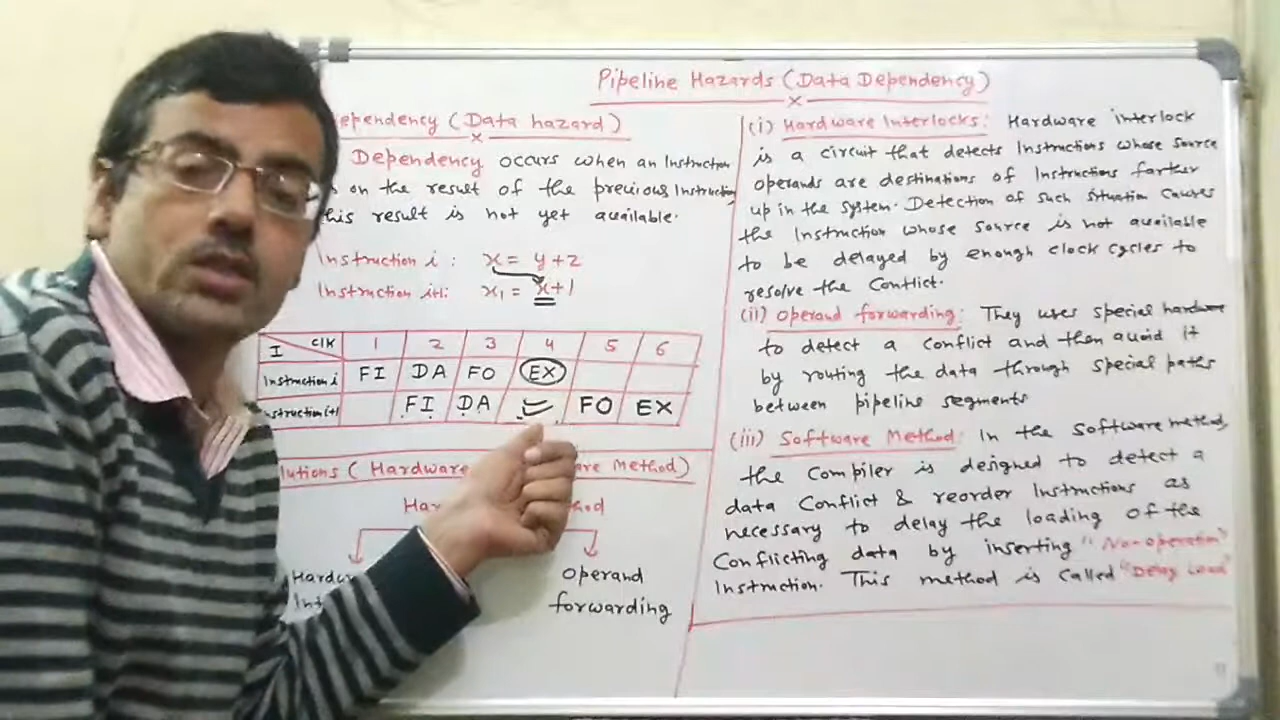 Pipeline Hazards (Data Dependency)
ependency (Data hazard)
Dependency occurs when an Instruction
on the result of the previous Instruction,
his result is not yet available.
Instruction i : x = y+z
Instruction i+1: x1 = x+1
I CLK 1 2 3 4 5 6
Instruction i FI DA FO EX
nstruction i+1 FI DA FO EX
lutions (Hardware Method)
Operand
forwarding
(i) Hardware Interlocks: Hardware interlock
is a circuit that detects Instructions whose source
operands are destinations of Instructions farther
up in the system. Detection of such situation causes
the Instruction whose source is not available
to be delayed by enough clock cycles to
resolve the Conflict.
(ii) Operand forwarding: They uses special hardware
to detect a conflict and then avoid it
by routing the data through special paths
between pipeline segments
(iii) Software Method: In the software method,
the Compiler is designed to detect a
data Conflict & reorder Instructions as
necessary to delay the loading of the
Conflicting data by inserting "No-operation"
Instruction. This method is called "Delay Load"